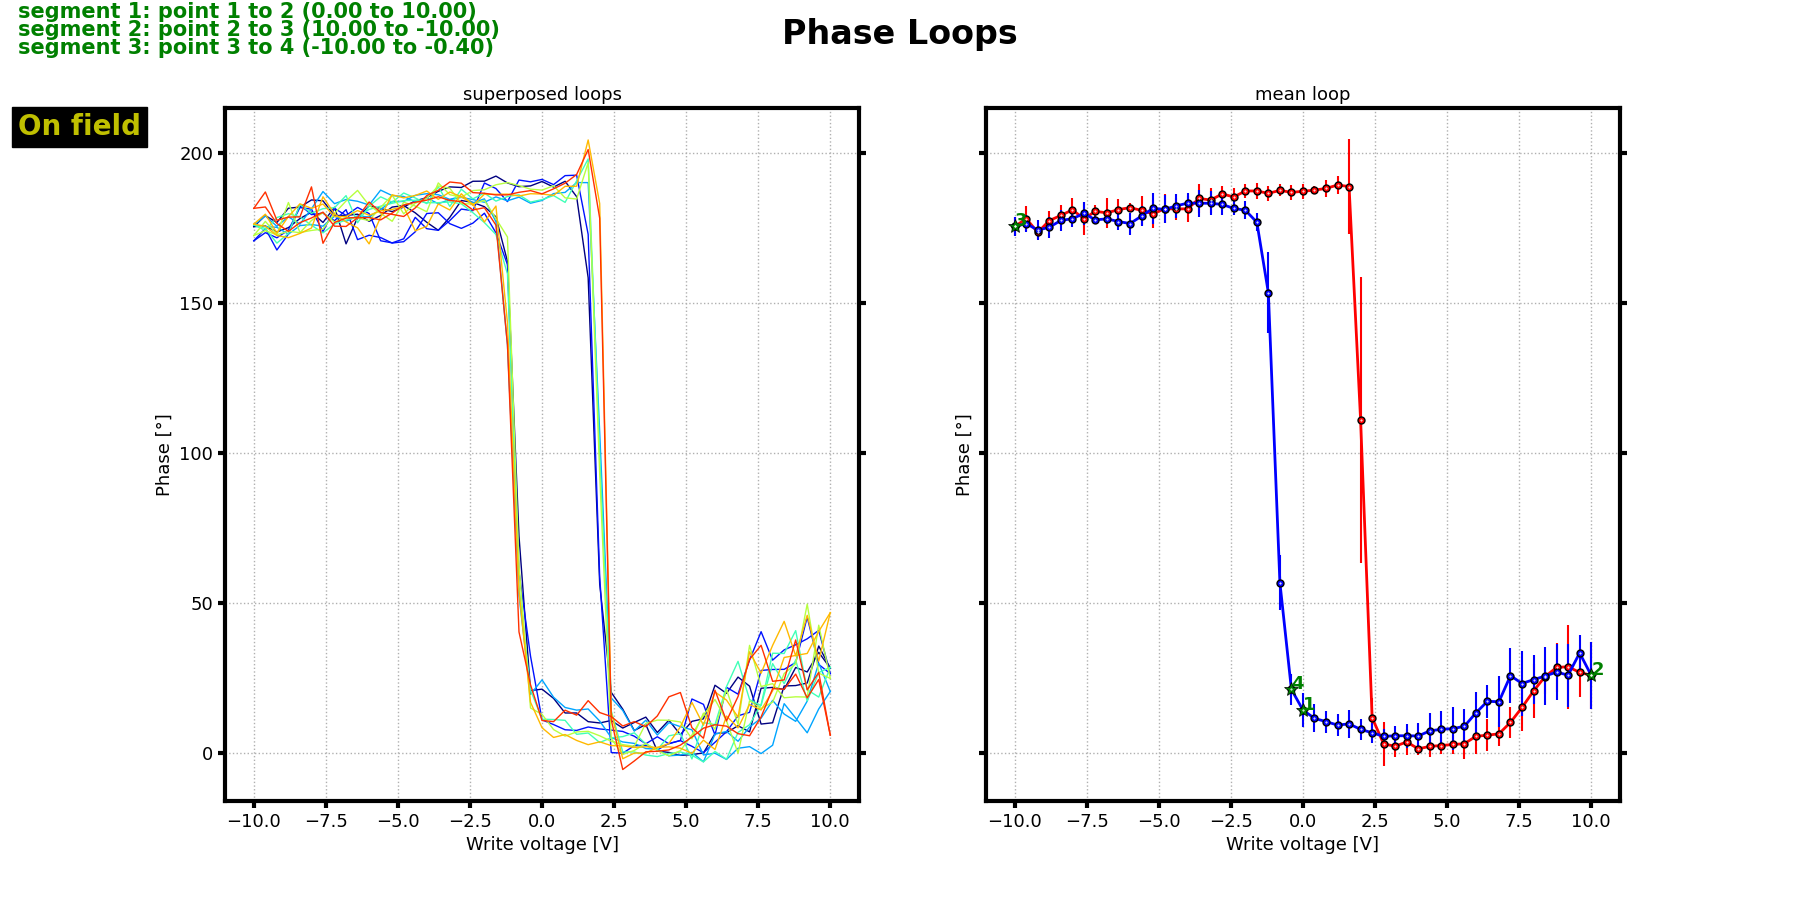 segment 1: point 1 to 2 (0.00 to 10.00)
segment 2: point 2 to 3 (10.00 to -10.00)
segment 3: point 3 to 4 (-10.00 to -0.40)
Phase Loops
On field
superposed loops
Phase [°]
200
150
100
50
0
−10.0 −7.5 −5.0 −2.5 0.0 2.5 5.0 7.5 10.0
Write voltage [V]
mean loop
Phase [°]
3
2
4
1
−10.0 −7.5 −5.0 −2.5 0.0 2.5 5.0 7.5 10.0
Write voltage [V]